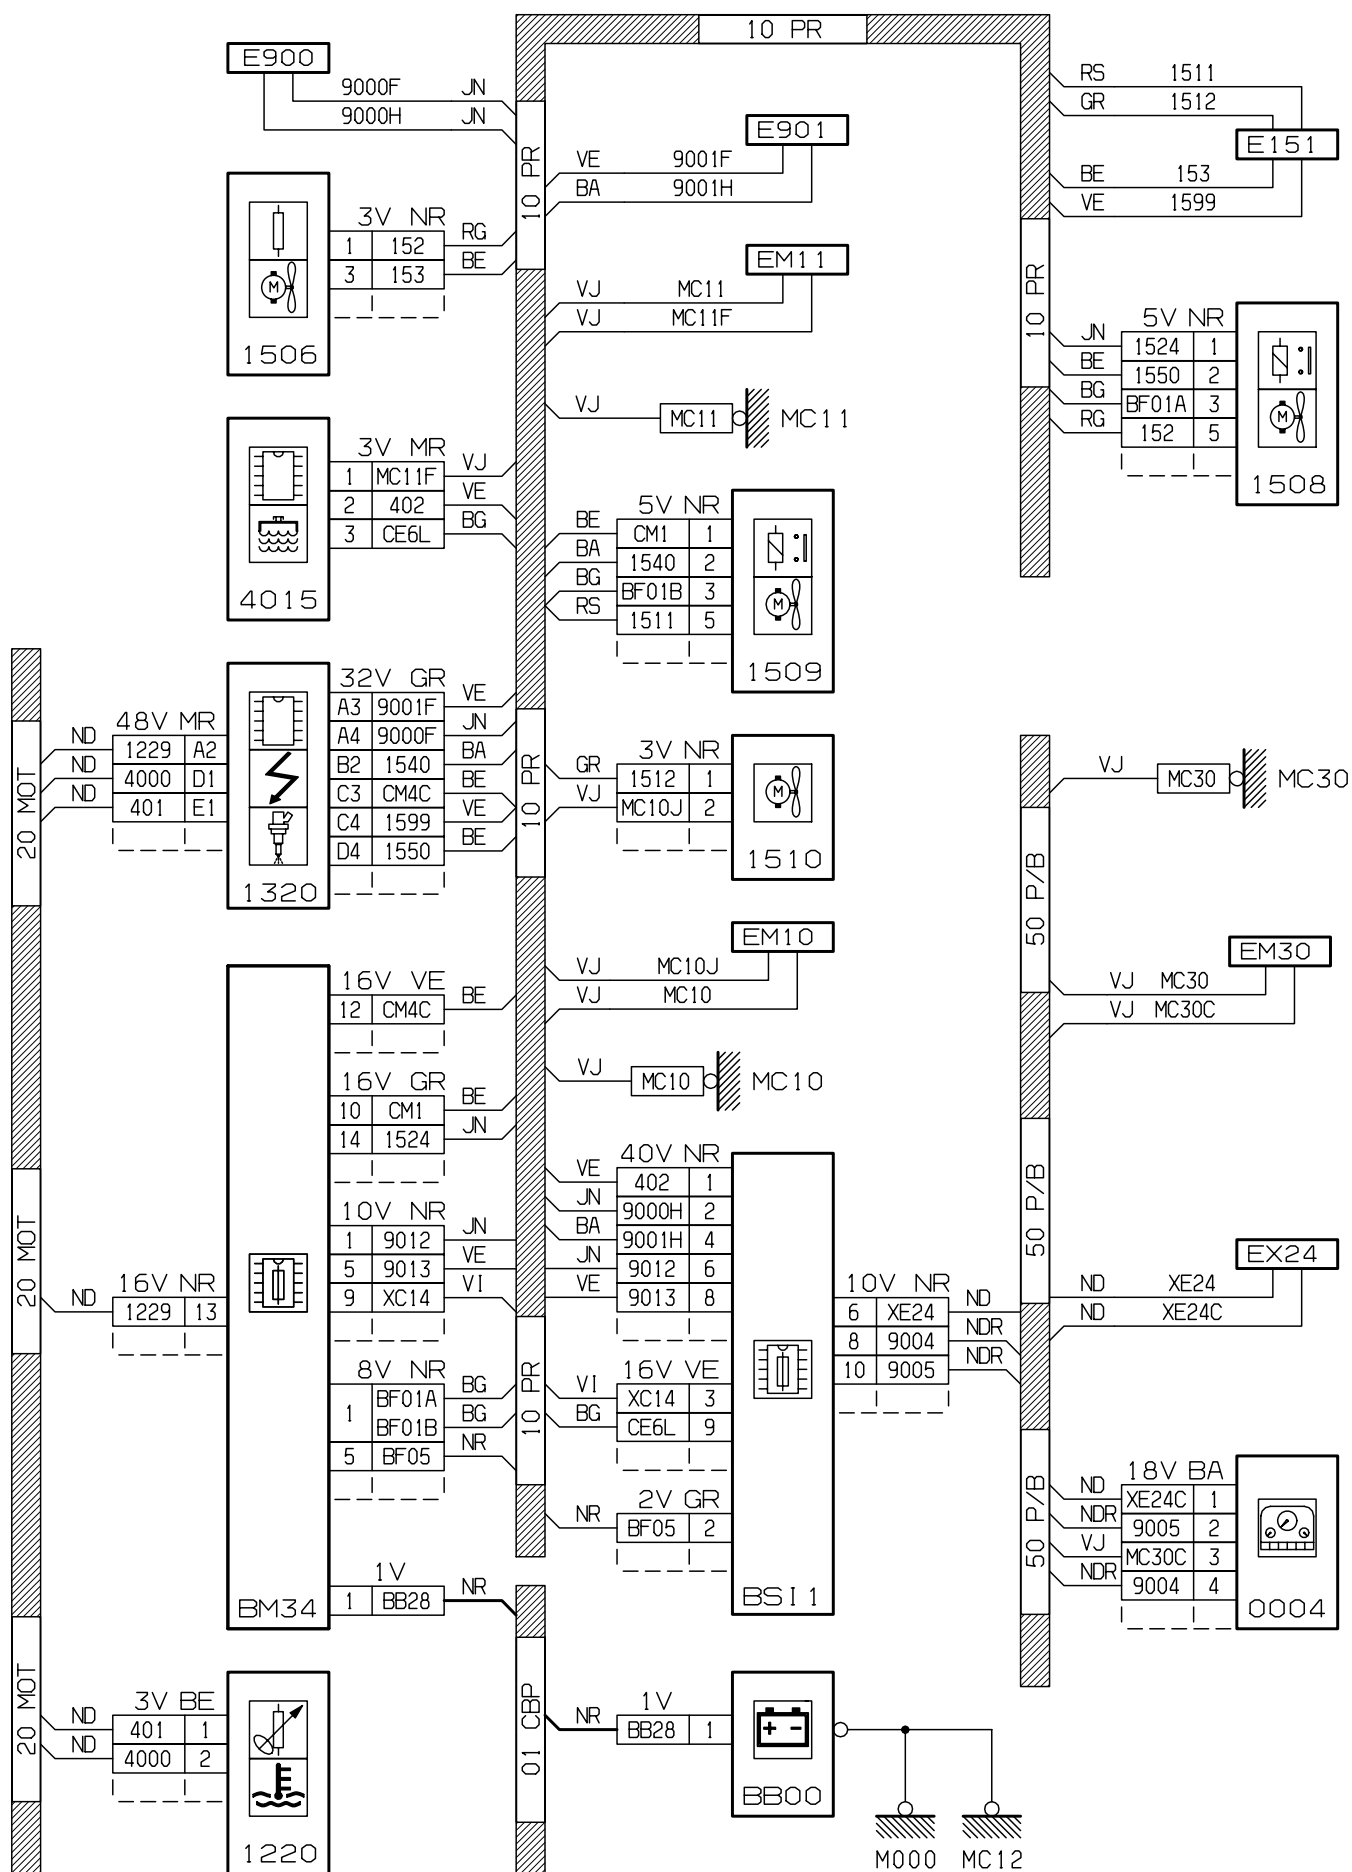 10 PR
E900
9000F JN
9000H JN
10 PR
VE 9001F
BA 9001H
E901
RS 1511
GR 1512
E151
BE 153
VE 1599
3V NR
1 152 RG
3 153 BE
1506
EM11
VJ MC11
VJ MC11F
VJ MC11 MC11
10 PR
5V NR
JN 1524 1
BE 1550 2
BG BF01A 3
RG 152 5
1508
3V MR
1 MC11F VJ
2 402 VE
3 CE6L BG
4015
5V NR
BE CM1 1
BA 1540 2
BG BF01B 3
RS 1511 5
1509
20 MOT
48V MR
ND 1229 A2
ND 4000 D1
ND 401 E1
32V GR
A3 9001F VE
A4 9000F JN
B2 1540 BA
C3 CM4C BE
C4 1599 VE
D4 1550 BE
M
1320
10 PR
3V NR
GR 1512 1
VJ MC10J 2
M
1510
VJ MC30 MC30
50 P/B
EM10
VJ MC10J
VJ MC10
EM30
VJ MC30
VJ MC30C
16V VE
12 CM4C BE
VJ MC10 MC10
16V GR
10 CM1 BE
14 1524 JN
10V NR
1 9012 JN
5 9013 VE
9 XC14 VI
40V NR
VE 402 1
JN 9000H 2
BA 9001H 4
JN 9012 6
VE 9013 8
50 P/B
EX24
ND XE24
ND XE24C
20 MOT
16V NR
ND 1229 13
10V NR
6 XE24 ND
8 9004 NDR
10 9005 NDR
8V NR
1 BF01A BG
BF01B BG
5 BF05 NR
10 PR
16V VE
VI XC14 3
BG CE6L 9
2V GR
NR BF05 2
BSI1
50 P/B
18V BA
ND XE24C 1
NDR 9005 2
VJ MC30C 3
NDR 9004 4
0004
1V
1 BB28 NR
BM34
20 MOT
3V BE
ND 401 1
ND 4000 2
1220
01 CBP
1V
NR BB28 1
+ -
BB00
M000 MC12